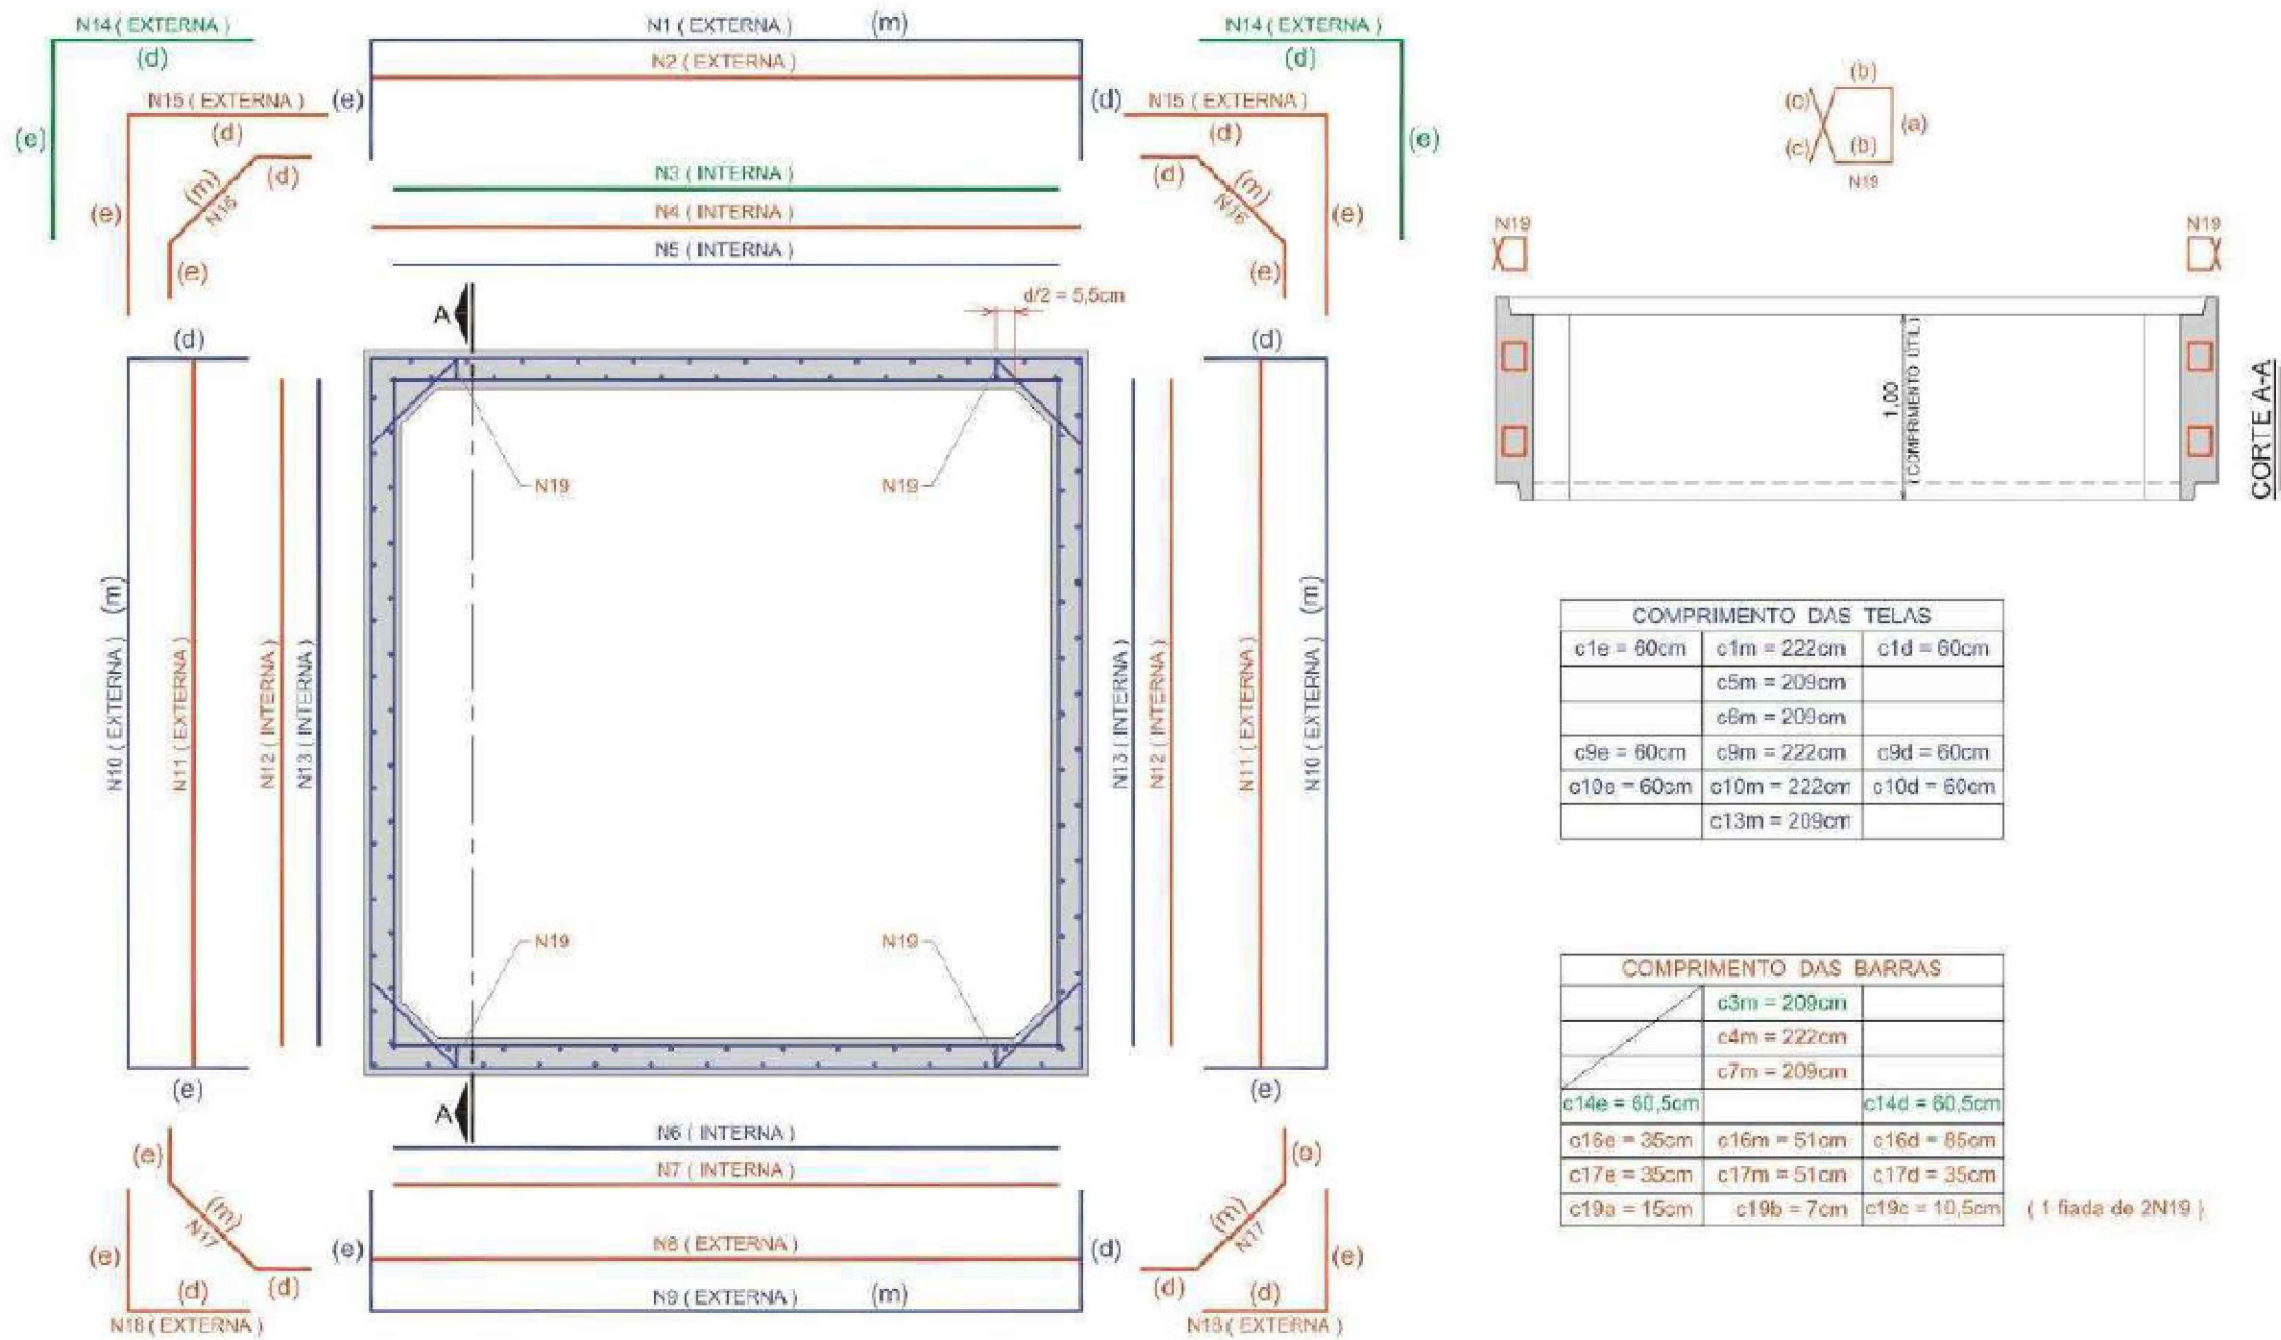 N14 ( EXTERNA )
(d)
(e)
N15 ( EXTERNA )
(d)
(e)
(m)
N16
(d)
(e)
N1 ( EXTERNA ) (m)
N2 ( EXTERNA )
(e)
(d)
N3 ( INTERNA )
N4 ( INTERNA )
N5 ( INTERNA )
N14 ( EXTERNA )
(d)
(e)
N15 ( EXTERNA )
(d)
(e)
(d)
(m)
N16
(e)
d/2 = 5,5cm
A
(d)
N10 ( EXTERNA ) (m)
N11 ( EXTERNA )
N12 ( INTERNA )
N13 ( INTERNA )
(e)
N19
N19
N19
N19
(d)
N13 ( INTERNA )
N12 ( INTERNA )
N11 ( EXTERNA )
N10 ( EXTERNA ) (m)
(e)
A
N6 ( INTERNA )
N7 ( INTERNA )
N8 ( EXTERNA )
(e)
(d)
N9 ( EXTERNA ) (m)
(e)
(m)
N17
(d)
(e)
(d)
N18 ( EXTERNA )
(e)
(m)
N17
(d)
(e)
(d)
N18 ( EXTERNA )
(b)
(c)
(a)
(c)
(b)
N19
N19
N19
1,00
( COMPRIMENTO UTIL )
CORTE A-A
COMPRIMENTO DAS TELAS
c1e = 60cm c1m = 222cm c1d = 60cm
c5m = 209cm
c6m = 209cm
c9e = 60cm c9m = 222cm c9d = 60cm
c10e = 60cm c10m = 222cm c10d = 60cm
c13m = 209cm
COMPRIMENTO DAS BARRAS
c3m = 209cm
c4m = 222cm
c7m = 209cm
c14e = 60,5cm c14d = 60,5cm
c16e = 35cm c16m = 51cm c16d = 85cm
c17e = 35cm c17m = 51cm c17d = 35cm
c19a = 15cm c19b = 7cm c19c = 10,5cm ( 1 fiada de 2N19 )